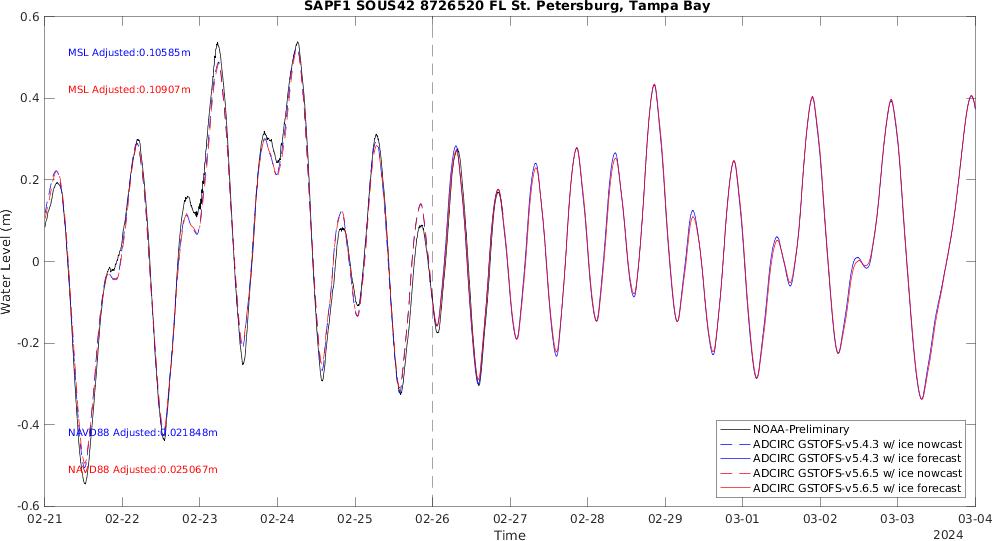 SAPF1 SOUS42 8726520 FL St. Petersburg, Tampa Bay
0.6
0.4
0.2
0
-0.2
-0.4
-0.6
Water Level (m)
MSL Adjusted:0.10585m
MSL Adjusted:0.10907m
NAVD88 Adjusted:0.021848m
NAVD88 Adjusted:0.025067m
NOAA-Preliminary
ADCIRC GSTOFS-v5.4.3 w/ ice nowcast
ADCIRC GSTOFS-v5.4.3 w/ ice forecast
ADCIRC GSTOFS-v5.6.5 w/ ice nowcast
ADCIRC GSTOFS-v5.6.5 w/ ice forecast
02-21 02-22 02-23 02-24 02-25 02-26 02-27 02-28 02-29 03-01 03-02 03-03 03-04
Time
2024